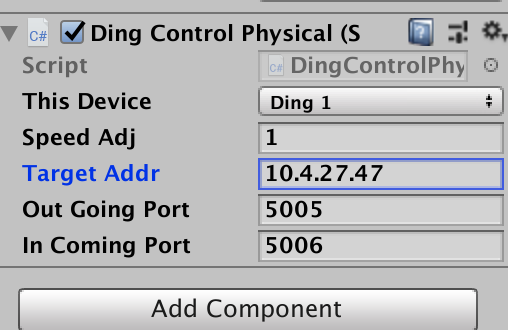 C# Ding Control Physical (S
Script C# DingControlPhy
This Device Ding 1
Speed Adj 1
Target Addr 10.4.27.47
Out Going Port 5005
In Coming Port 5006
Add Component